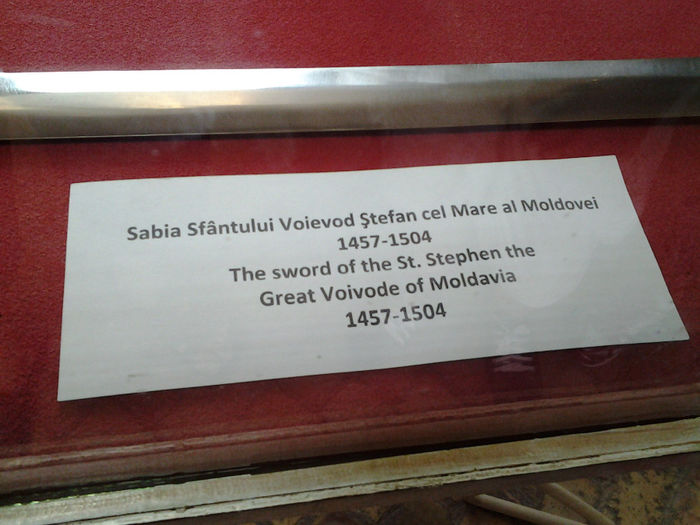 Sabia Sfântului Voievod Ştefan cel Mare al Moldovei
1457-1504
The sword of the St. Stephen the
Great Voivode of Moldavia
1457-1504